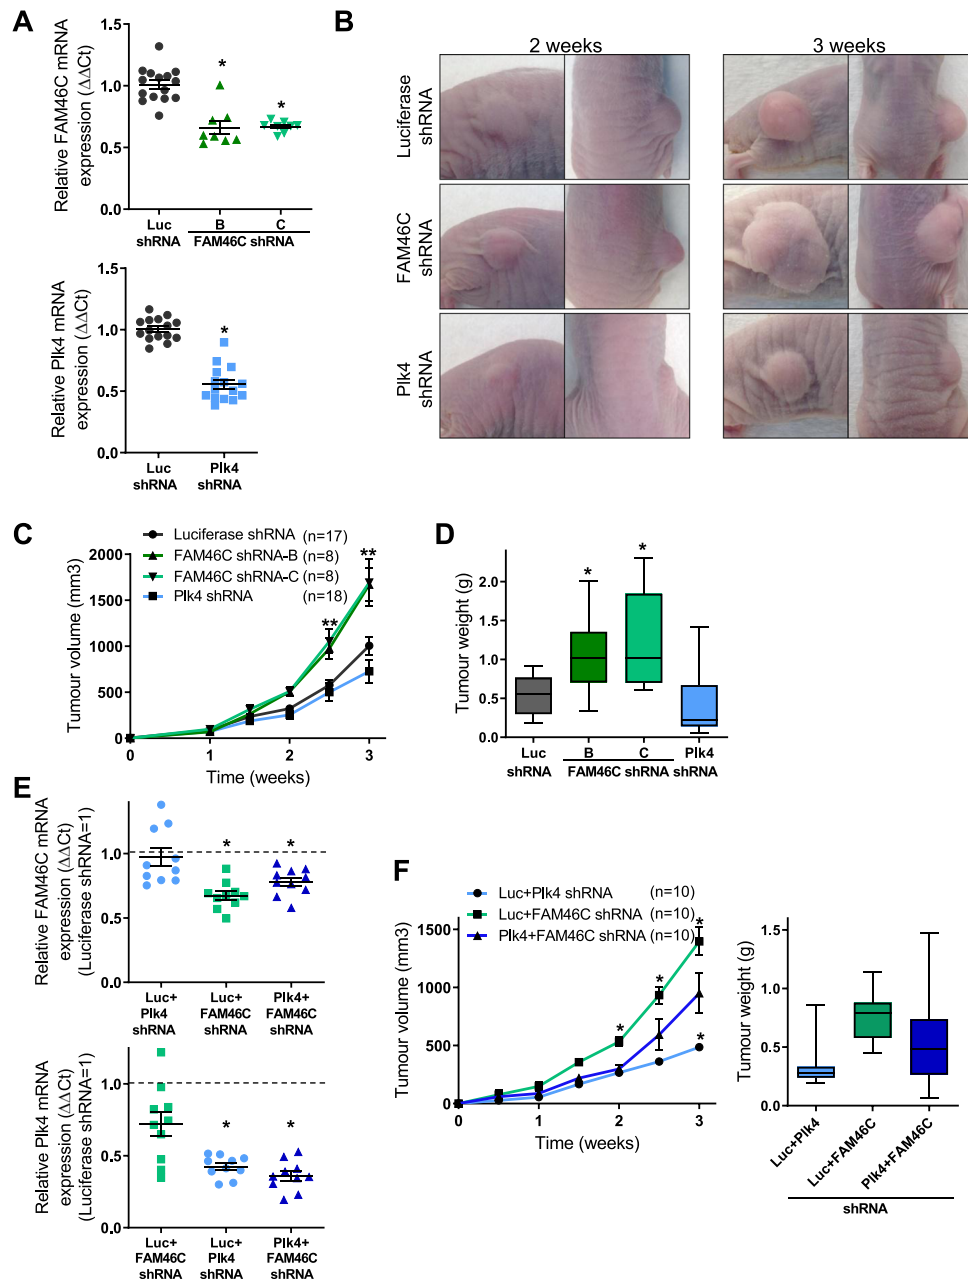 A
Relative FAM46C mRNA
expression (ΔΔCt)
1.5
1.0
0.5
0.0
Luc
shRNA
B
C
FAM46C shRNA
*
*
Relative Plk4 mRNA
expression (ΔΔCt)
1.5
1.0
0.5
0.0
Luc
shRNA
Plk4
shRNA
*
B
2 weeks
3 weeks
Luciferase
shRNA
FAM46C
shRNA
Plk4
shRNA
C
Luciferase shRNA (n=17)
FAM46C shRNA-B (n=8)
FAM46C shRNA-C (n=8)
Plk4 shRNA (n=18)
Tumour volume (mm3)
2000
1500
1000
500
0
0
1
2
3
Time (weeks)
**
**
D
Tumour weight (g)
2.0
1.5
1.0
0.5
0.0
*
*
Luc
shRNA
B
C
FAM46C shRNA
Plk4
shRNA
E
Relative FAM46C mRNA
expression (ΔΔCt)
(Luciferase shRNA=1)
1.0
0.5
0.0
*
*
Luc+
Plk4
shRNA
Luc+
FAM46C
shRNA
Plk4+
FAM46C
shRNA
Relative Plk4 mRNA
expression (ΔΔCt)
(Luciferase shRNA=1)
1.0
0.5
0.0
*
*
Luc+
FAM46C
shRNA
Luc+
Plk4
shRNA
Plk4+
FAM46C
shRNA
F
Luc+Plk4 shRNA (n=10)
Luc+FAM46C shRNA (n=10)
Plk4+FAM46C shRNA (n=10)
Tumour volume (mm3)
1500
1000
500
0
0
1
2
3
Time (weeks)
*
*
*
*
Tumour weight (g)
1.5
1.0
0.5
0.0
Luc+Plk4
Luc+FAM46C
Plk4+FAM46C
shRNA